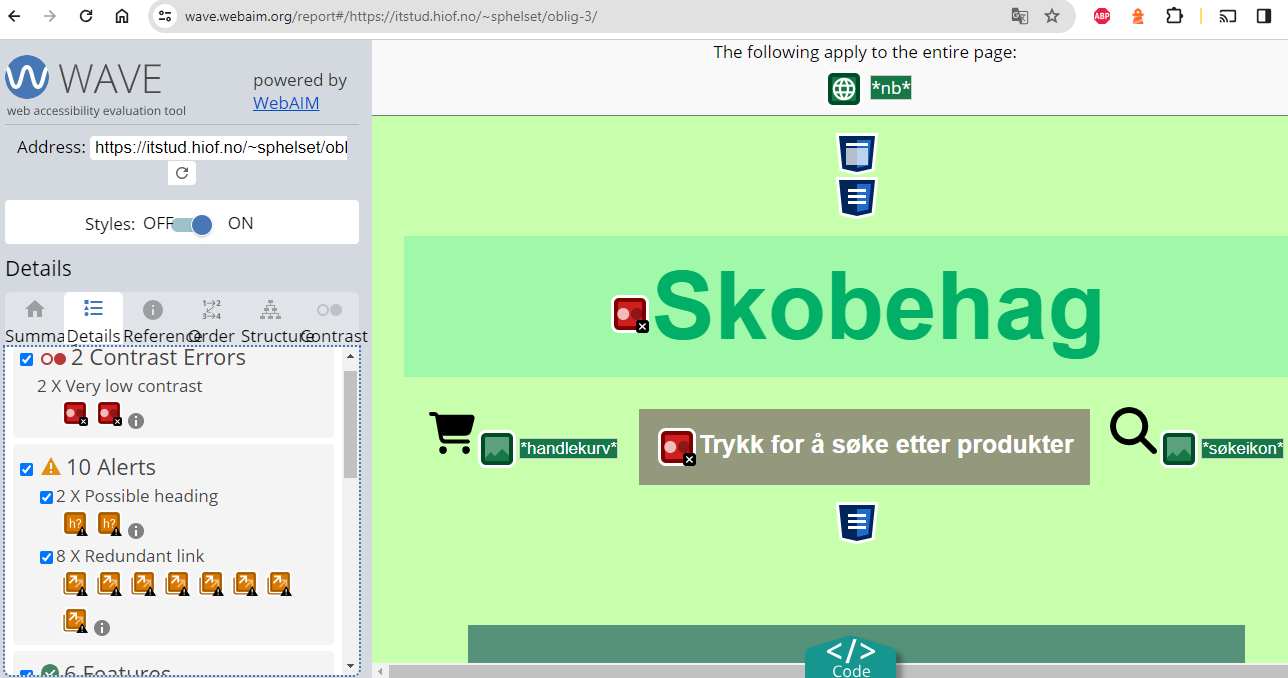 wave.webaim.org/report#/https://itstud.hiof.no/~sphelset/oblig-3/
ABP
WAVE
web accessibility evaluation tool
powered by
WebAIM
Address: https://itstud.hiof.no/~sphelset/obl
Styles: OFF ON
Details
Summa Details Reference Order Structure Contrast
2 Contrast Errors
2 X Very low contrast
10 Alerts
2 X Possible heading
h? h?
8 X Redundant link
6 Features
The following apply to the entire page:
*nb*
Skobehag
*handlekurv*
Trykk for å søke etter produkter
*søkeikon*
</>
Code